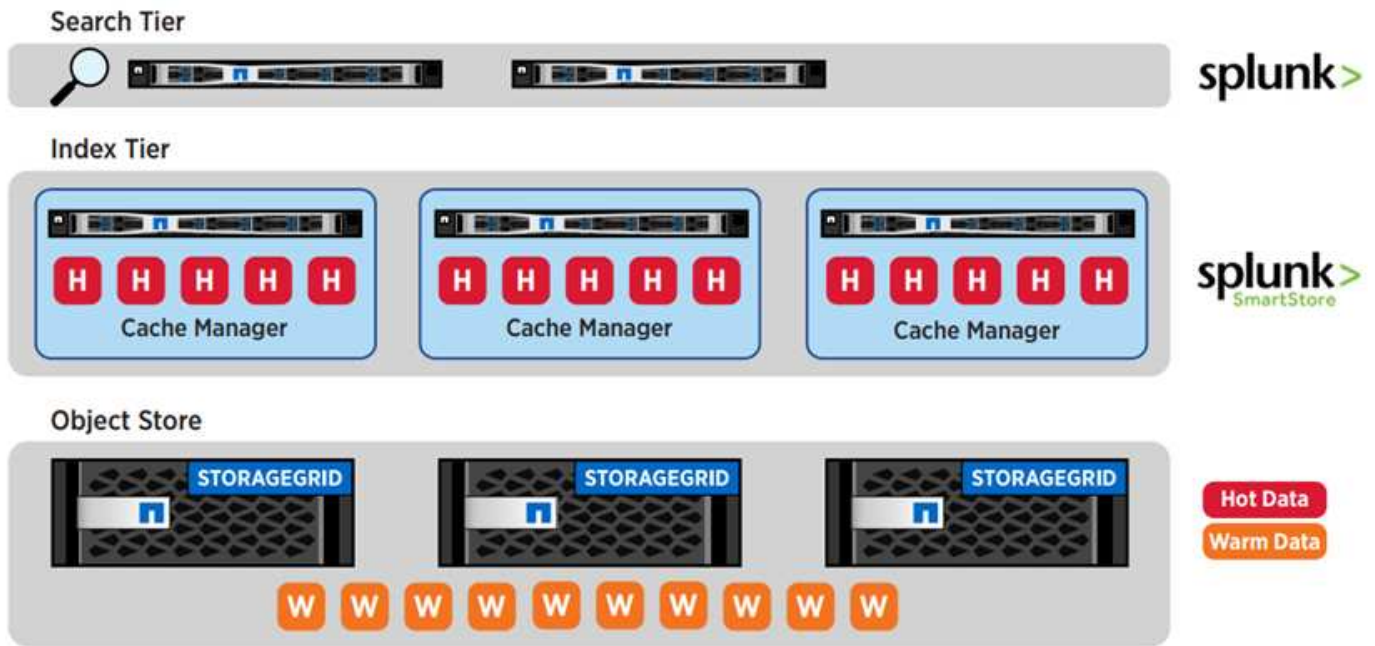 Search Tier
splunk>
Index Tier
H H H H H
Cache Manager
H H H H H
Cache Manager
H H H H H
Cache Manager
splunk>
SmartStore
Object Store
STORAGEGRID
STORAGEGRID
STORAGEGRID
W W W W W W W W W W
Hot Data
Warm Data